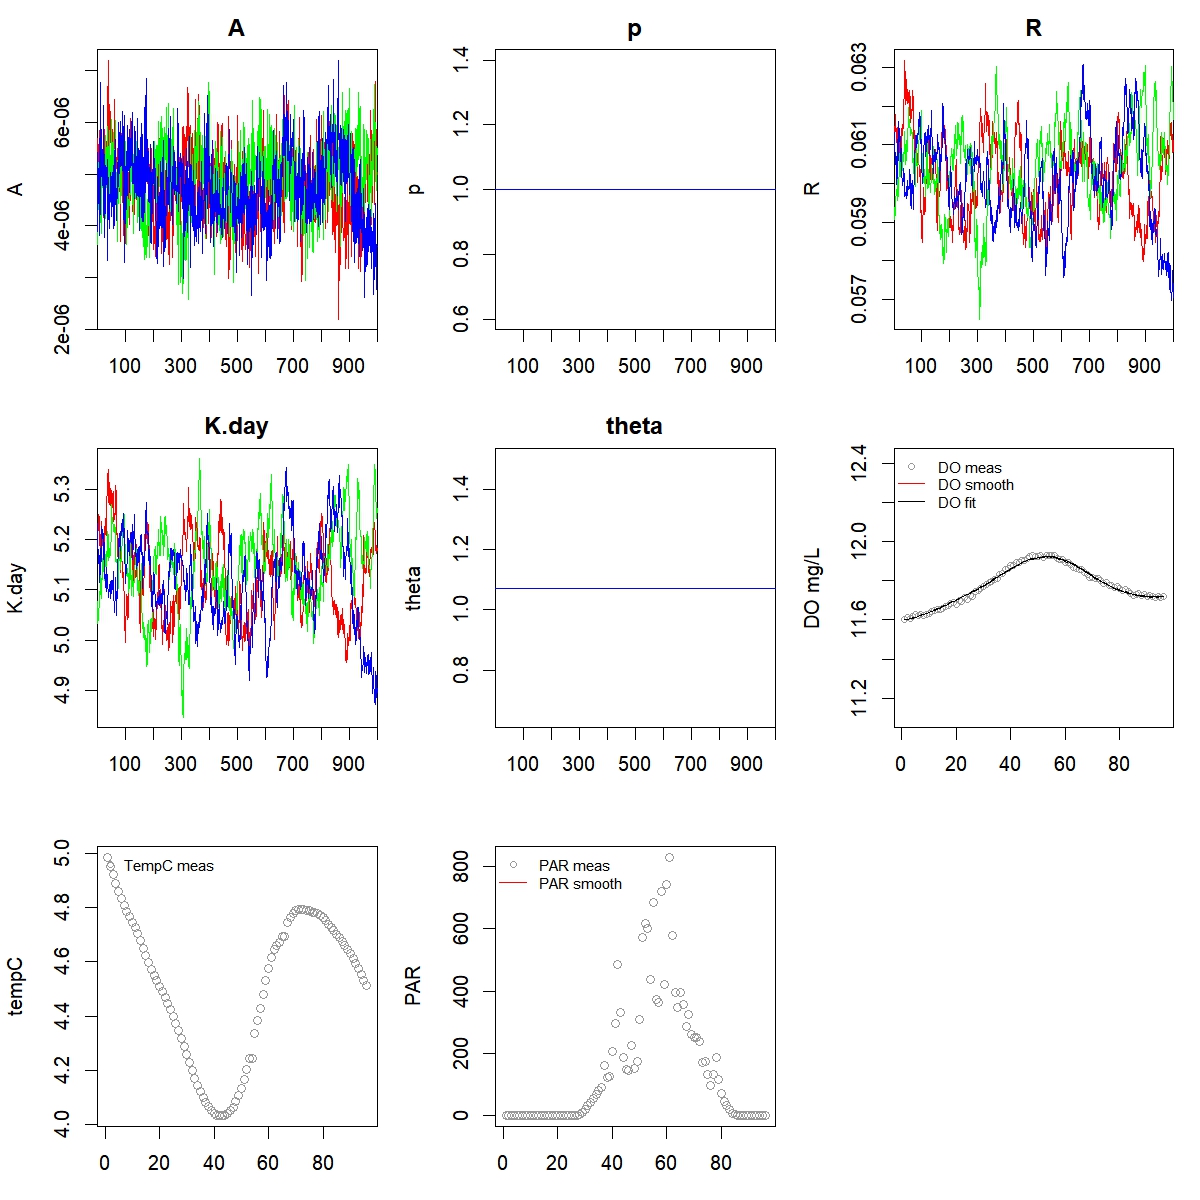 A
A
2e-06 4e-06 6e-06
100 300 500 700 900
p
p
0.6 0.8 1.0 1.2 1.4
100 300 500 700 900
R
R
0.057 0.059 0.061 0.063
100 300 500 700 900
K.day
K.day
4.9 5.0 5.1 5.2 5.3
100 300 500 700 900
theta
theta
0.8 1.0 1.2 1.4
100 300 500 700 900
DO mg/L
11.2 11.6 12.0 12.4
DO meas
DO smooth
DO fit
0 20 40 60 80
tempC
4.0 4.2 4.4 4.6 4.8 5.0
TempC meas
0 20 40 60 80
PAR
0 200 400 600 800
PAR meas
PAR smooth
0 20 40 60 80